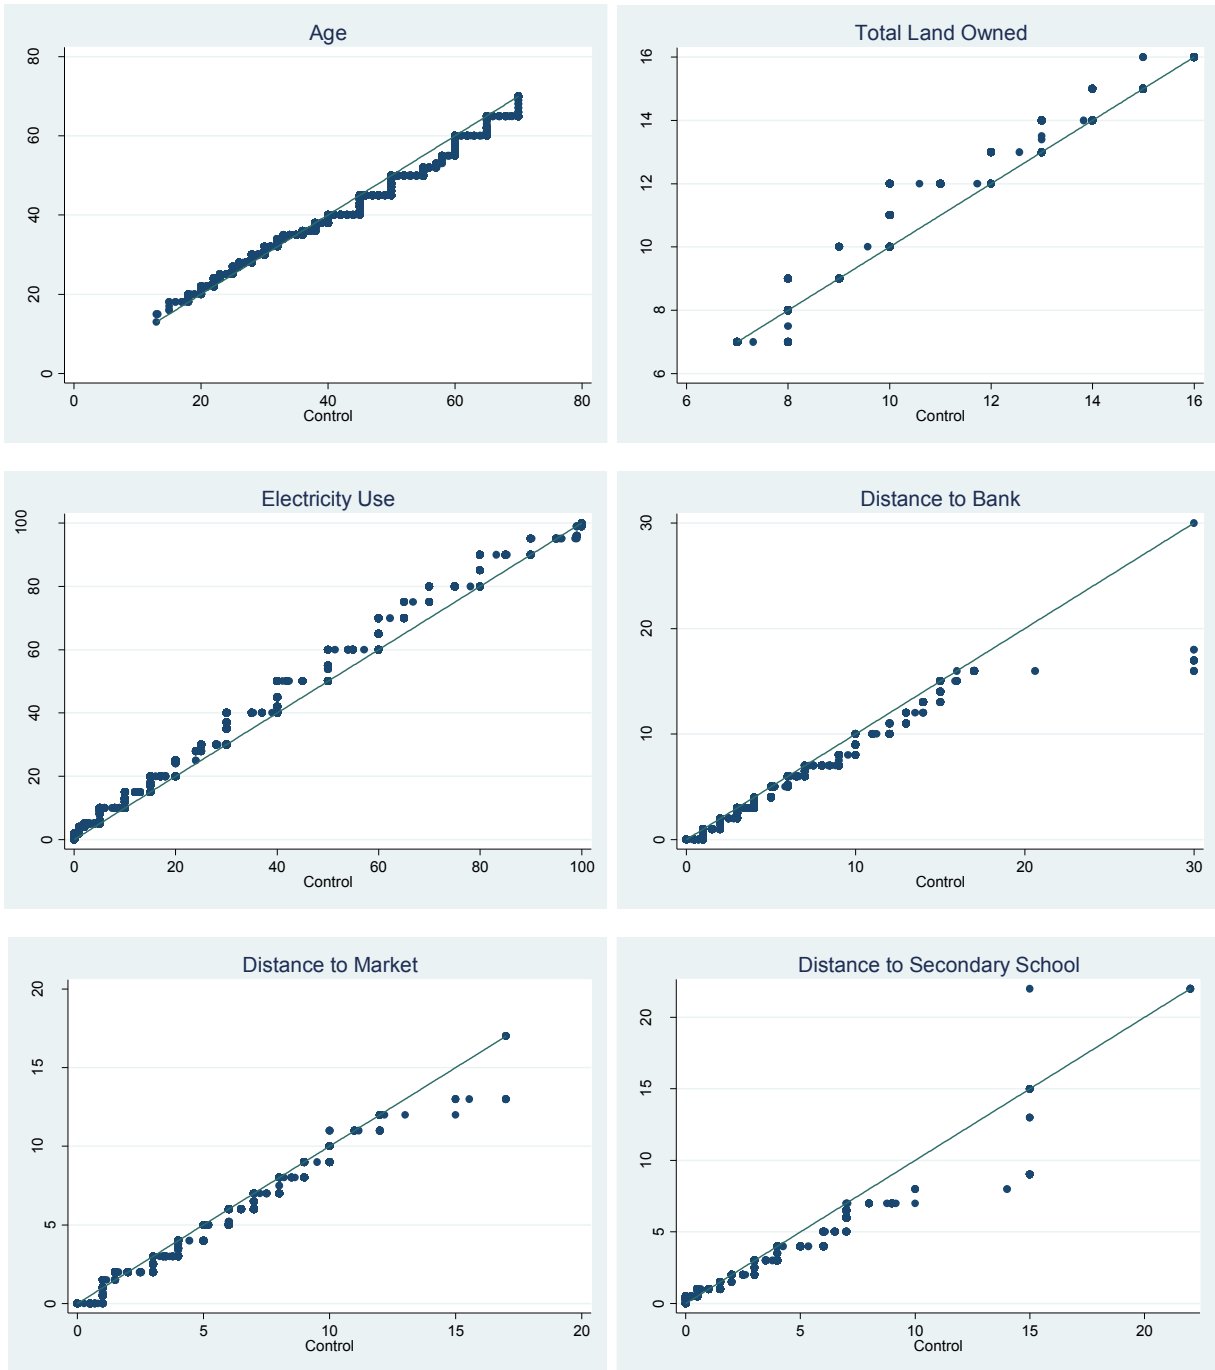 Age
80
60
40
20
0
0 20 40 60 80
Control
Total Land Owned
16
14
12
10
8
6
6 8 10 12 14 16
Control
Electricity Use
100
80
60
40
20
0
0 20 40 60 80 100
Control
Distance to Bank
30
20
10
0
0 10 20 30
Control
Distance to Market
20
15
10
5
0
0 5 10 15 20
Control
Distance to Secondary School
20
15
10
5
0
0 5 10 15 20
Control